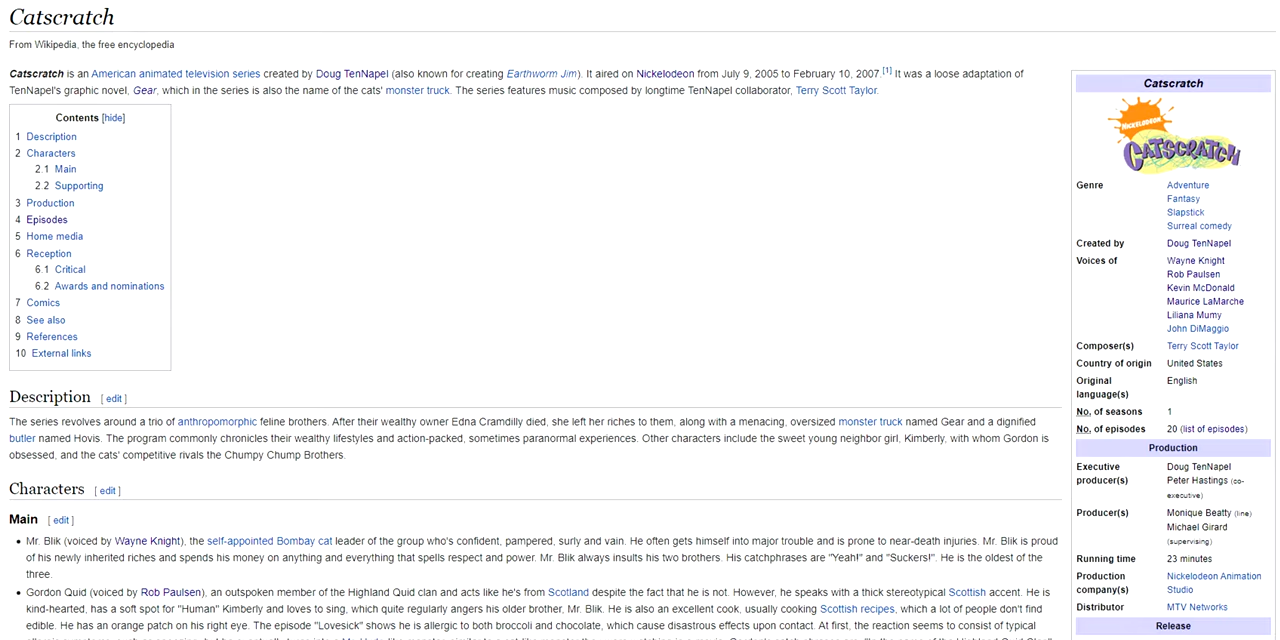 Catscratch
From Wikipedia, the free encyclopedia
Catscratch is an American animated television series created by Doug TenNapel (also known for creating Earthworm Jim). It aired on Nickelodeon from July 9, 2005 to February 10, 2007.[1] It was a loose adaptation of
TenNapel's graphic novel, Gear, which in the series is also the name of the cats' monster truck. The series features music composed by longtime TenNapel collaborator, Terry Scott Taylor.
Contents [hide]
1 Description
2 Characters
2.1 Main
2.2 Supporting
3 Production
4 Episodes
5 Home media
6 Reception
6.1 Critical
6.2 Awards and nominations
7 Comics
8 See also
9 References
10 External links
Description [ edit ]
The series revolves around a trio of anthropomorphic feline brothers. After their wealthy owner Edna Cramdilly died, she left her riches to them, along with a menacing, oversized monster truck named Gear and a dignified
butler named Hovis. The program commonly chronicles their wealthy lifestyles and action-packed, sometimes paranormal experiences. Other characters include the sweet young neighbor girl, Kimberly, with whom Gordon is
obsessed, and the cats' competitive rivals the Chumpy Chump Brothers.
Characters [ edit ]
Main [ edit ]
• Mr. Blik (voiced by Wayne Knight), the self-appointed Bombay cat leader of the group who's confident, pampered, surly and vain. He often gets himself into major trouble and is prone to near-death injuries. Mr. Blik is proud
of his newly inherited riches and spends his money on anything and everything that spells respect and power. Mr. Blik always insults his two brothers. His catchphrases are "Yeah!" and "Suckers!". He is the oldest of the
three.
• Gordon Quid (voiced by Rob Paulsen), an outspoken member of the Highland Quid clan and acts like he's from Scotland despite the fact that he is not. However, he speaks with a thick stereotypical Scottish accent. He is
kind-hearted, has a soft spot for "Human" Kimberly and loves to sing, which quite regularly angers his older brother, Mr. Blik. He is also an excellent cook, usually cooking Scottish recipes, which a lot of people don't find
edible. He has an orange patch on his right eye. The episode "Lovesick" shows he is allergic to both broccoli and chocolate, which cause disastrous effects upon contact. At first, the reaction seems to consist of typical
Catscratch
NICKELODEON
CATSCRATCH
Genre Adventure
Fantasy
Slapstick
Surreal comedy
Created by Doug TenNapel
Voices of Wayne Knight
Rob Paulsen
Kevin McDonald
Maurice LaMarche
Liliana Mumy
John DiMaggio
Composer(s) Terry Scott Taylor
Country of origin United States
Original English
language(s)
No. of seasons 1
No. of episodes 20 (list of episodes)
Production
Executive Doug TenNapel
producer(s) Peter Hastings (co-
executive)
Producer(s) Monique Beatty (line)
Michael Girard
(supervising)
Running time 23 minutes
Production Nickelodeon Animation
company(s) Studio
Distributor MTV Networks
Release